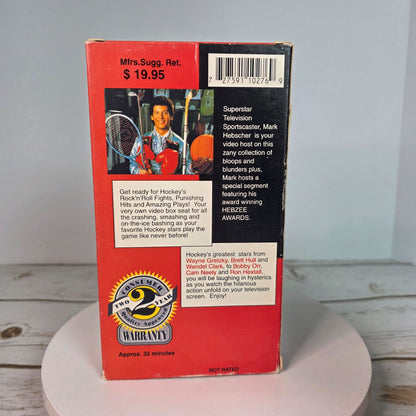 Mfrs.Sugg. Ret.
$ 19.95
7 27591 10276 9
Superstar
Television
Sportscaster, Mark
Hebscher is your
video host on this
zany collection of
bloops and
blunders plus,
Mark hosts a
special segment
featuring his
award winning
HEBZEE
AWARDS.
Get ready for Hockey's
Rock'n'Roll Fights, Punishing
Hits and Amazing Plays! Your
very own video box seat for all
the crashing, smashing and
on-the-ice bashing as your
favorite Hockey stars play the
game like never before!
Hockey's greatest stars from
Wayne Gretzky, Brett Hull and
Wendel Clark, to Bobby Orr,
Cam Neely and Ron Hextall,
you will be laughing in hysterics
as you watch the hilarious
action unfold on your television
screen. Enjoy!
CONSUMER
TWO 2 YEAR
Quality Approved
WARRANTY
Approx. 32 minutes
NOT RATED